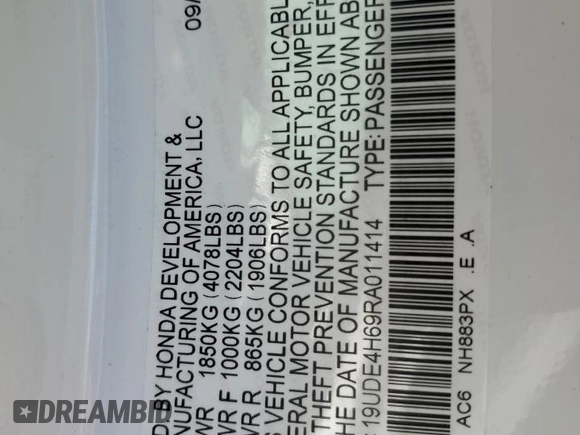 D BY HONDA DEVELOPMENT & 09/
NUFACTURING OF AMERICA, LLC
WR 1850KG (4078LBS)
WR F 1000KG (2204LBS)
WR R 865KG (1906LBS)
S VEHICLE CONFORMS TO ALL APPLICABL
ERAL MOTOR VEHICLE SAFETY, BUMPER,
THEFT PREVENTION STANDARDS IN EFF
HE DATE OF MANUFACTURE SHOWN AB
: 19UDE4H69RA011414 TYPE: PASSENGER
AC6 NH883PX .E .A
DREAMBID